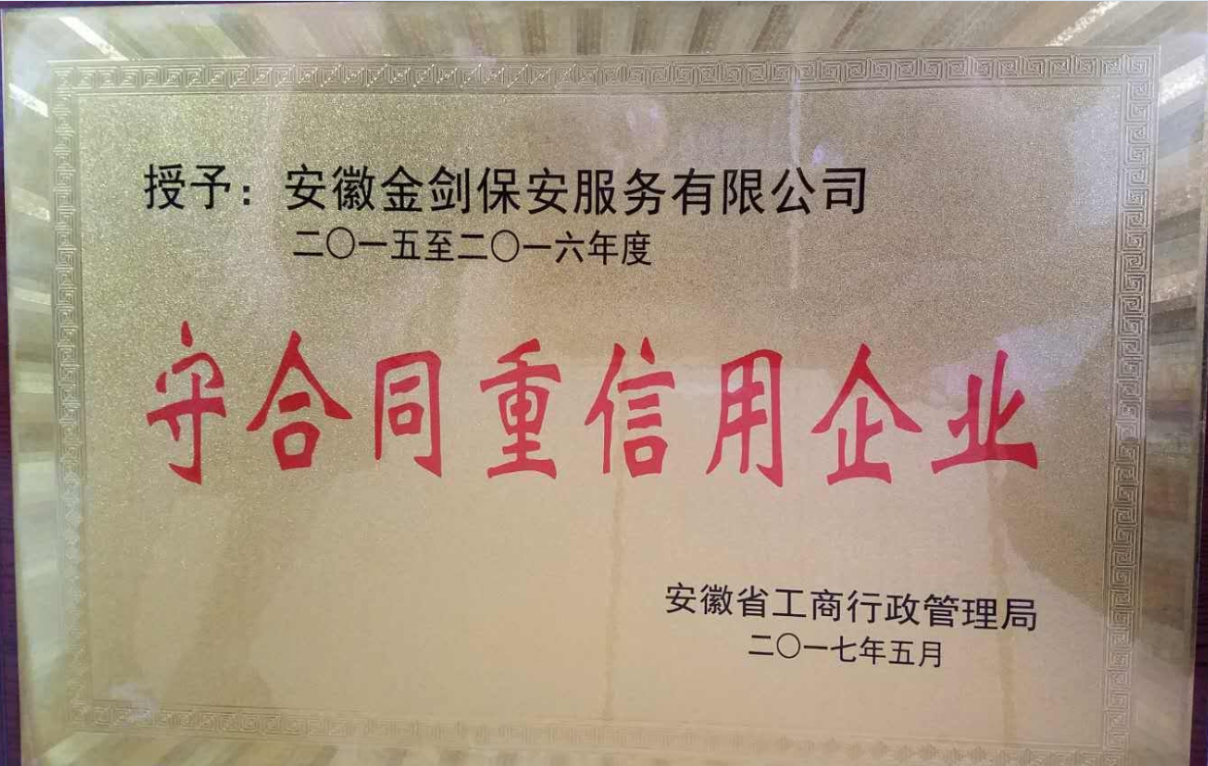 授予：安徽金剑保安服务有限公司
二〇一五至二〇一六年度
守合同重信用企业
安徽省工商行政管理局
二〇一七年五月